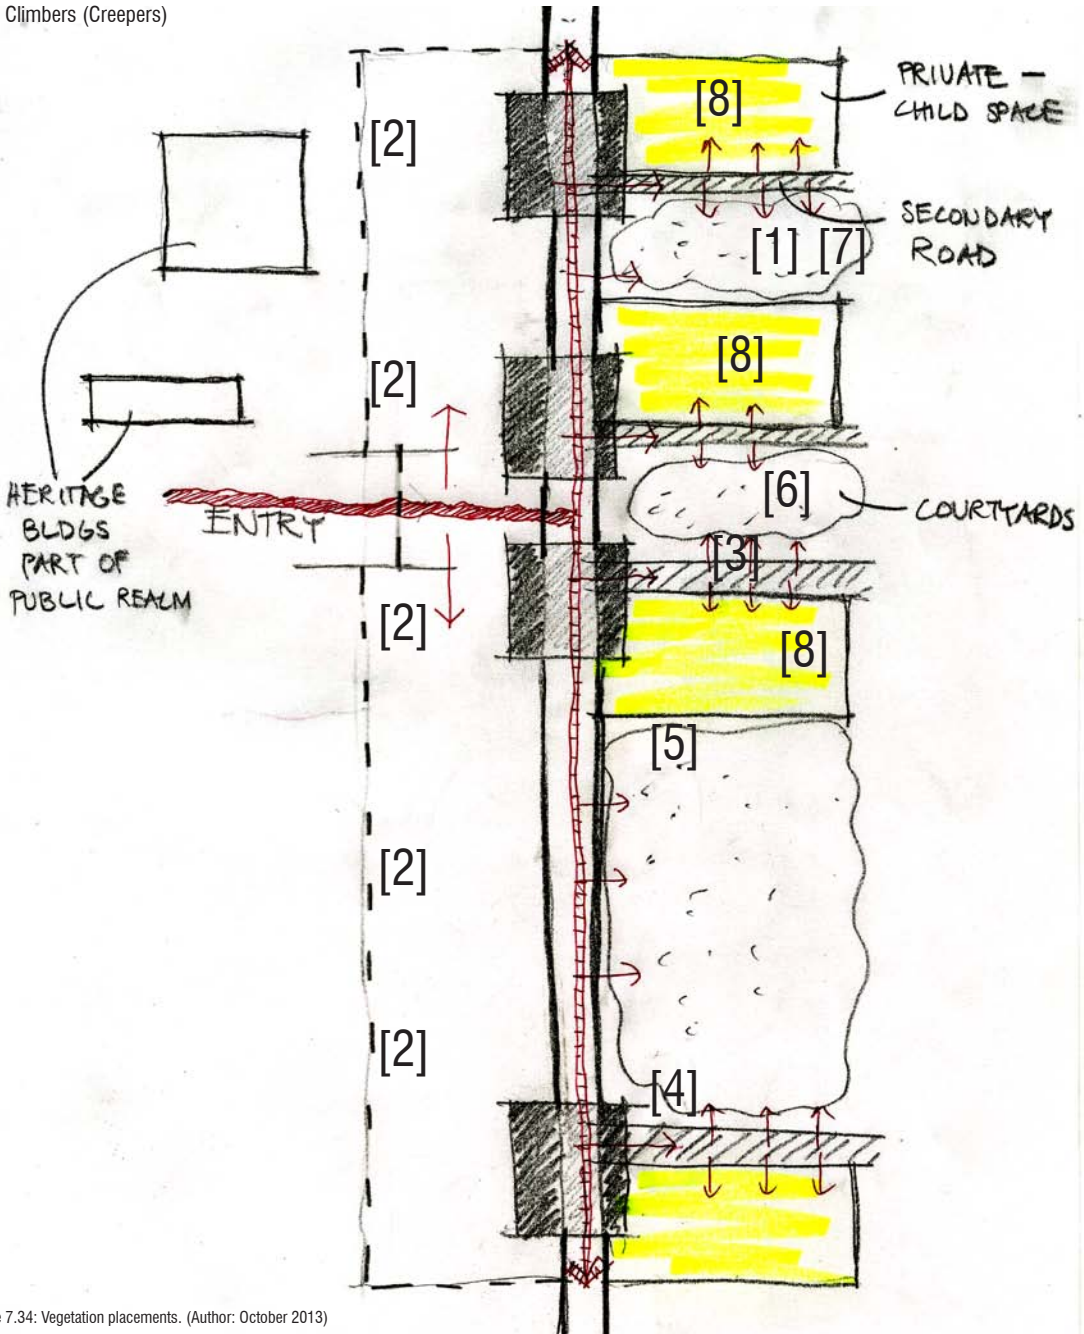 Climbers (Creepers)
PRIVATE -
CHILD SPACE
[8]
[2]
SECONDARY
ROAD
[1] [7]
[8]
[2]
[6]
COURTYARDS
HERITAGE
BLDGS
PART OF
PUBLIC REALM
ENTRY
[3]
[2]
[8]
[5]
[2]
[2]
[4]
7.34: Vegetation placements. (Author: October 2013)